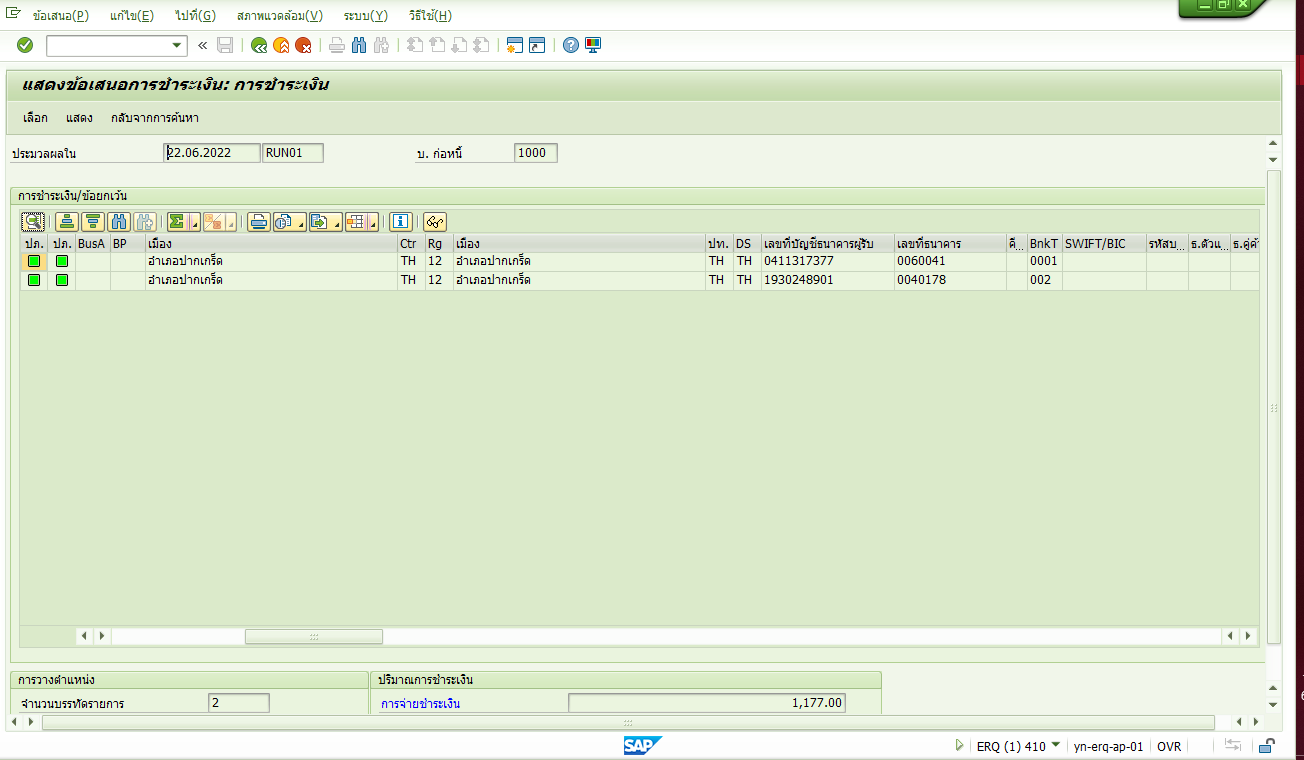 ข้อเสนอ(P) แก้ไข(E) ไปที่(G) สภาพแวดล้อม(V) ระบบ(Y) วิธีใช้(H)
แสดงข้อเสนอการชำระเงิน: การชำระเงิน
เลือก แสดง กลับจากการค้นหา
ประมวลผลใน 22.06.2022 RUN01 บ. ก่อหนี้ 1000
การชำระเงิน/ข้อยกเว้น
ปภ. ปภ. BusA BP เมือง Ctr Rg เมือง ปท. DS เลขที่บัญชีธนาคารผู้รับ เลขที่ธนาคาร คี... BnkT SWIFT/BIC รหัสบ... ธ.ตัวแ... ธ.คู่ค้
อำเภอปากเกร็ด TH 12 อำเภอปากเกร็ด TH TH 0411317377 0060041 0001
อำเภอปากเกร็ด TH 12 อำเภอปากเกร็ด TH TH 1930248901 0040178 002
การวางตำแหน่ง ปริมาณการชำระเงิน
จำนวนบรรทัดรายการ 2 การจ่ายชำระเงิน 1,177.00
SAP ERQ (1) 410 yn-erq-ap-01 OVR